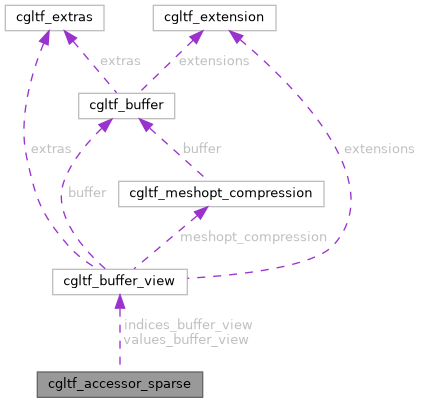 cgltf_extras
cgltf_extension
extras
extensions
cgltf_buffer
extras
buffer
extensions
buffer
cgltf_meshopt_compression
meshopt_compression
cgltf_buffer_view
indices_buffer_view
values_buffer_view
cgltf_accessor_sparse